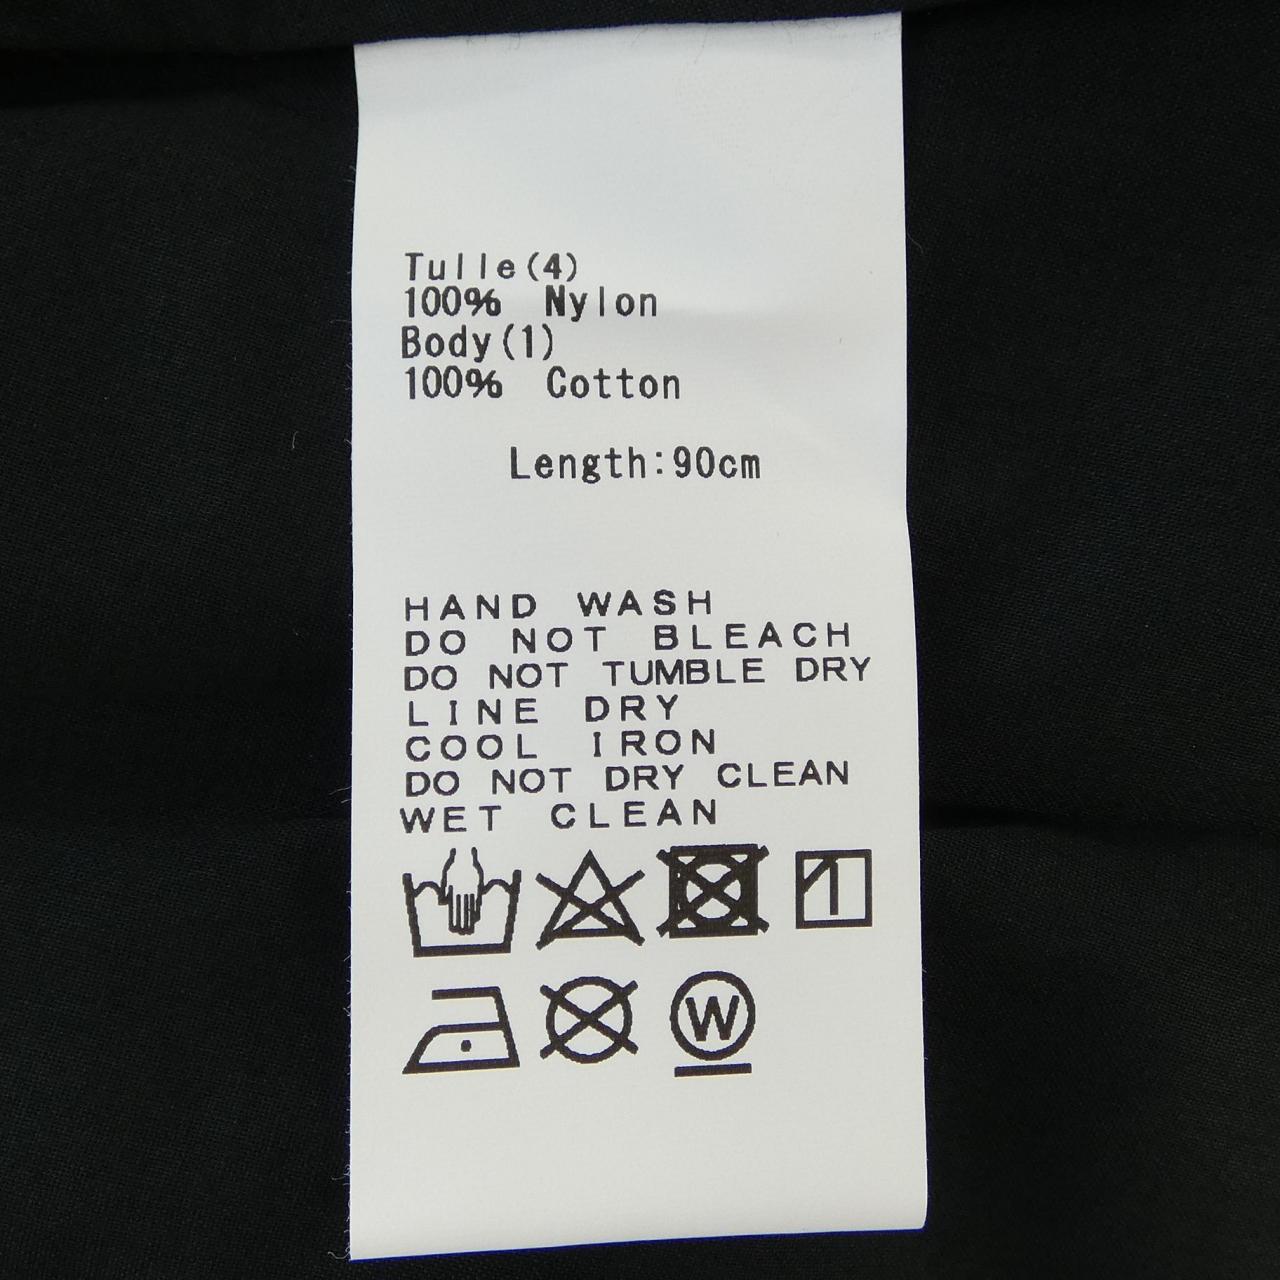 Tulle(4)
100% Nylon
Body(1)
100% Cotton
Length:90cm
HAND WASH
DO NOT BLEACH
DO NOT TUMBLE DRY
LINE DRY
COOL IRON
DO NOT DRY CLEAN
WET CLEAN
W